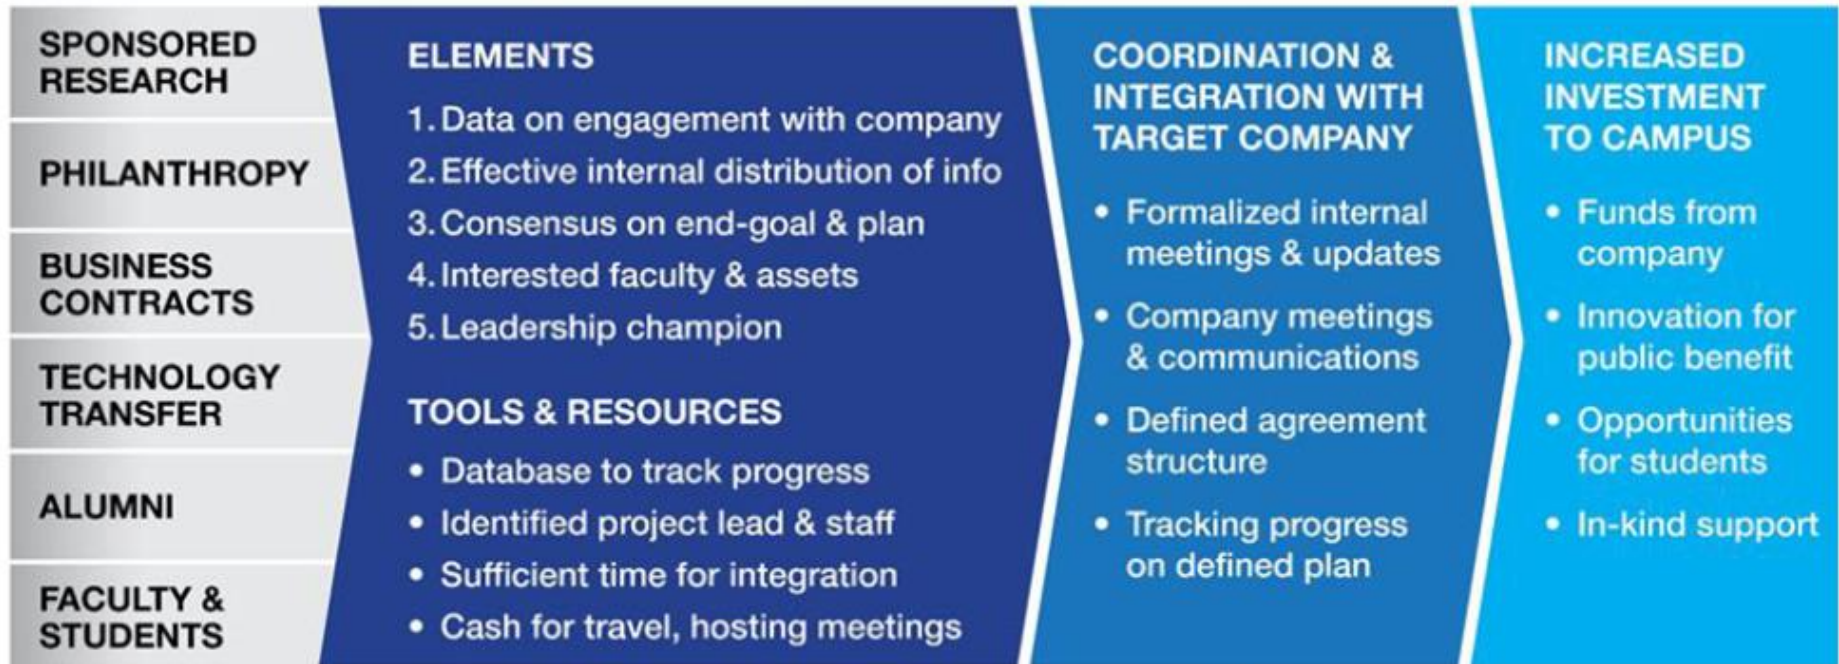 SPONSORED
RESEARCH
PHILANTHROPY
BUSINESS
CONTRACTS
TECHNOLOGY
TRANSFER
ALUMNI
FACULTY &
STUDENTS
ELEMENTS
1. Data on engagement with company
2. Effective internal distribution of info
3. Consensus on end-goal & plan
4. Interested faculty & assets
5. Leadership champion
TOOLS & RESOURCES
• Database to track progress
• Identified project lead & staff
• Sufficient time for integration
• Cash for travel, hosting meetings
COORDINATION &
INTEGRATION WITH
TARGET COMPANY
• Formalized internal
meetings & updates
• Company meetings
& communications
• Defined agreement
structure
• Tracking progress
on defined plan
INCREASED
INVESTMENT
TO CAMPUS
• Funds from
company
• Innovation for
public benefit
• Opportunities
for students
• In-kind support